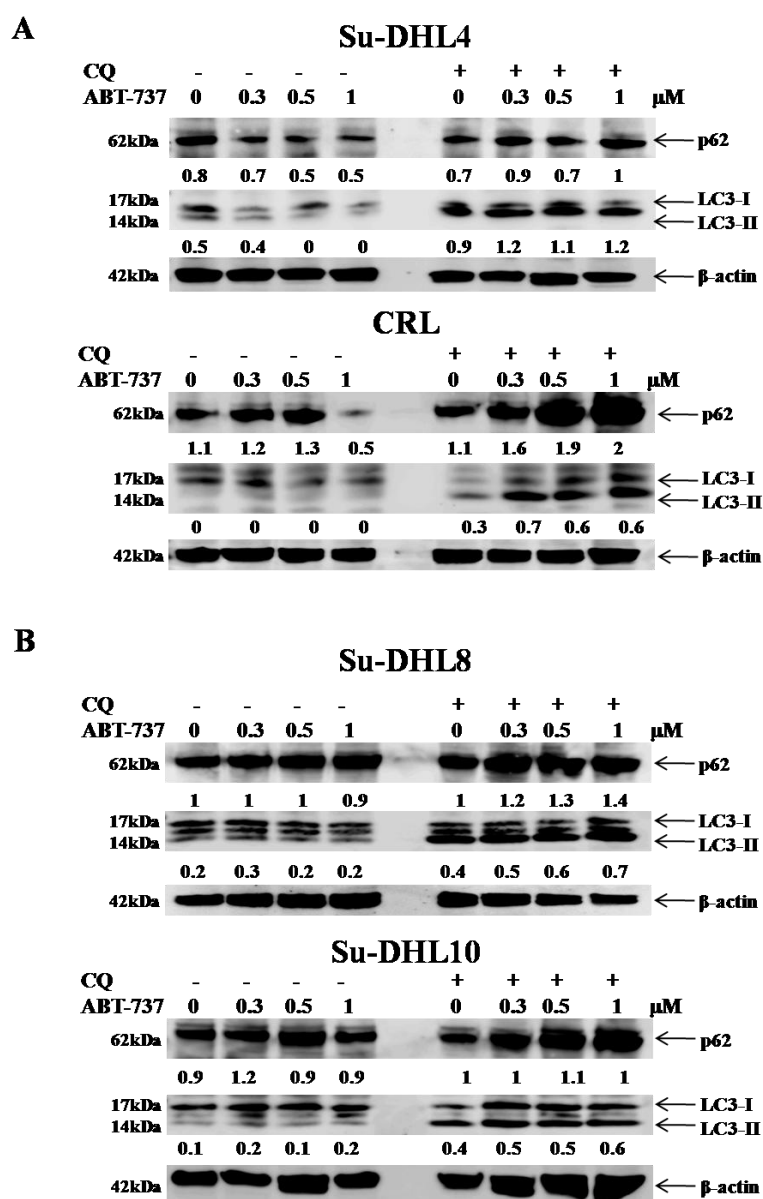 A
Su-DHL4
CQ - - - - + + + +
ABT-737 0 0.3 0.5 1 0 0.3 0.5 1 μM
62kDa p62
0.8 0.7 0.5 0.5 0.7 0.9 0.7 1
17kDa LC3-I
14kDa LC3-II
0.5 0.4 0 0 0.9 1.2 1.1 1.2
42kDa β-actin
CRL
CQ - - - - + + + +
ABT-737 0 0.3 0.5 1 0 0.3 0.5 1 μM
62kDa p62
1.1 1.2 1.3 0.5 1.1 1.6 1.9 2
17kDa LC3-I
14kDa LC3-II
0 0 0 0 0.3 0.7 0.6 0.6
42kDa β-actin
B
Su-DHL8
CQ - - - - + + + +
ABT-737 0 0.3 0.5 1 0 0.3 0.5 1 μM
62kDa p62
1 1 1 0.9 1 1.2 1.3 1.4
17kDa LC3-I
14kDa LC3-II
0.2 0.3 0.2 0.2 0.4 0.5 0.6 0.7
42kDa β-actin
Su-DHL10
CQ - - - - + + + +
ABT-737 0 0.3 0.5 1 0 0.3 0.5 1 μM
62kDa p62
0.9 1.2 0.9 0.9 1 1 1.1 1
17kDa LC3-I
14kDa LC3-II
0.1 0.2 0.1 0.2 0.4 0.5 0.5 0.6
42kDa β-actin